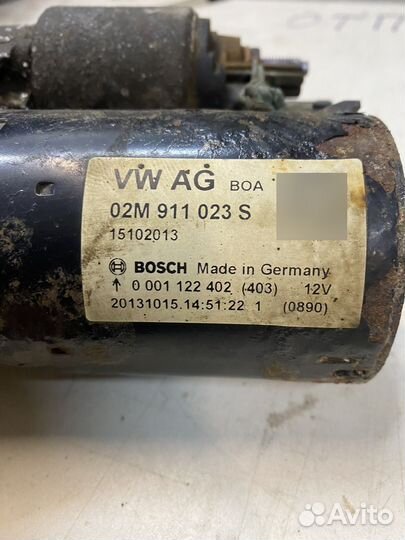 ОТП
VW AG BOA
02M 911 023 S
15102013
BOSCH Made in Germany
↑ 0 001 122 402 (403) 12V
20131015.14:51:22 1 (0890)
Avito